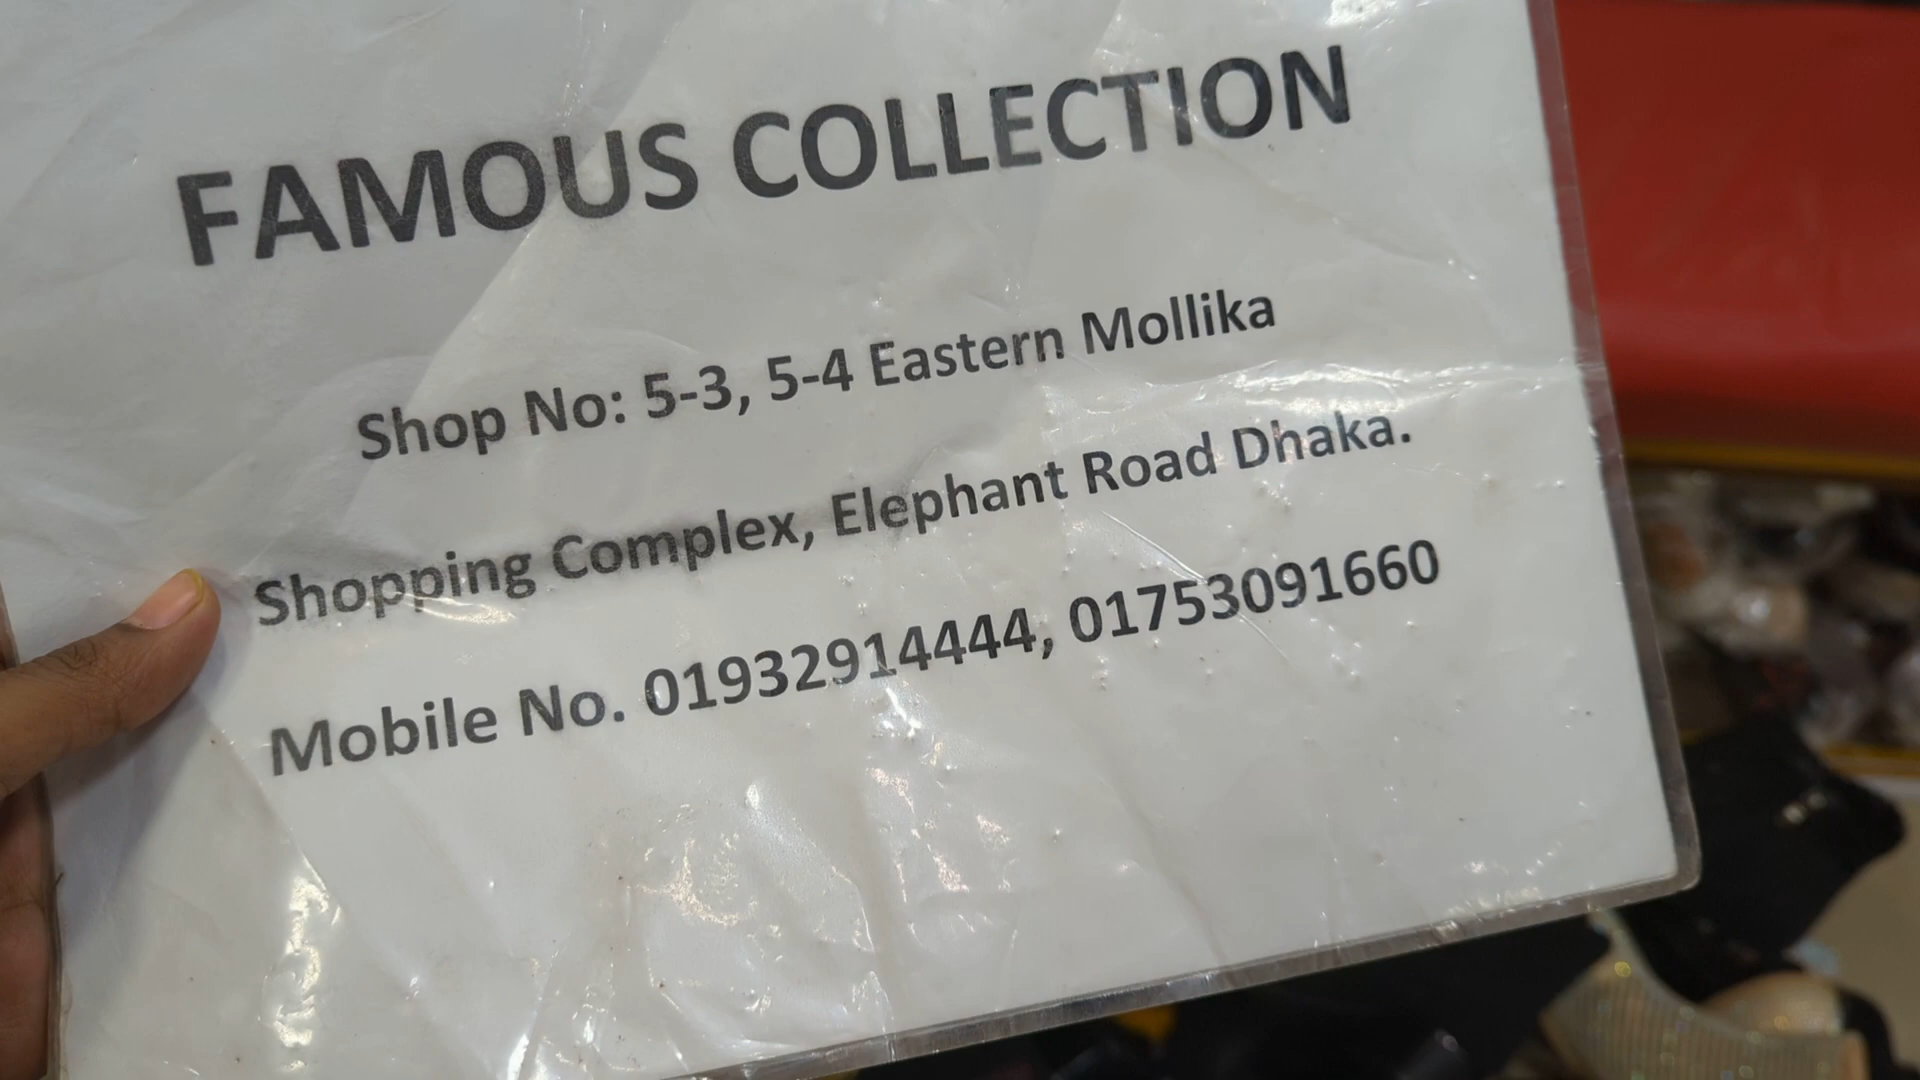 FAMOUS COLLECTION
Shop No: 5-3, 5-4 Eastern Mollika
Shopping Complex, Elephant Road Dhaka.
Mobile No. 01932914444, 01753091660